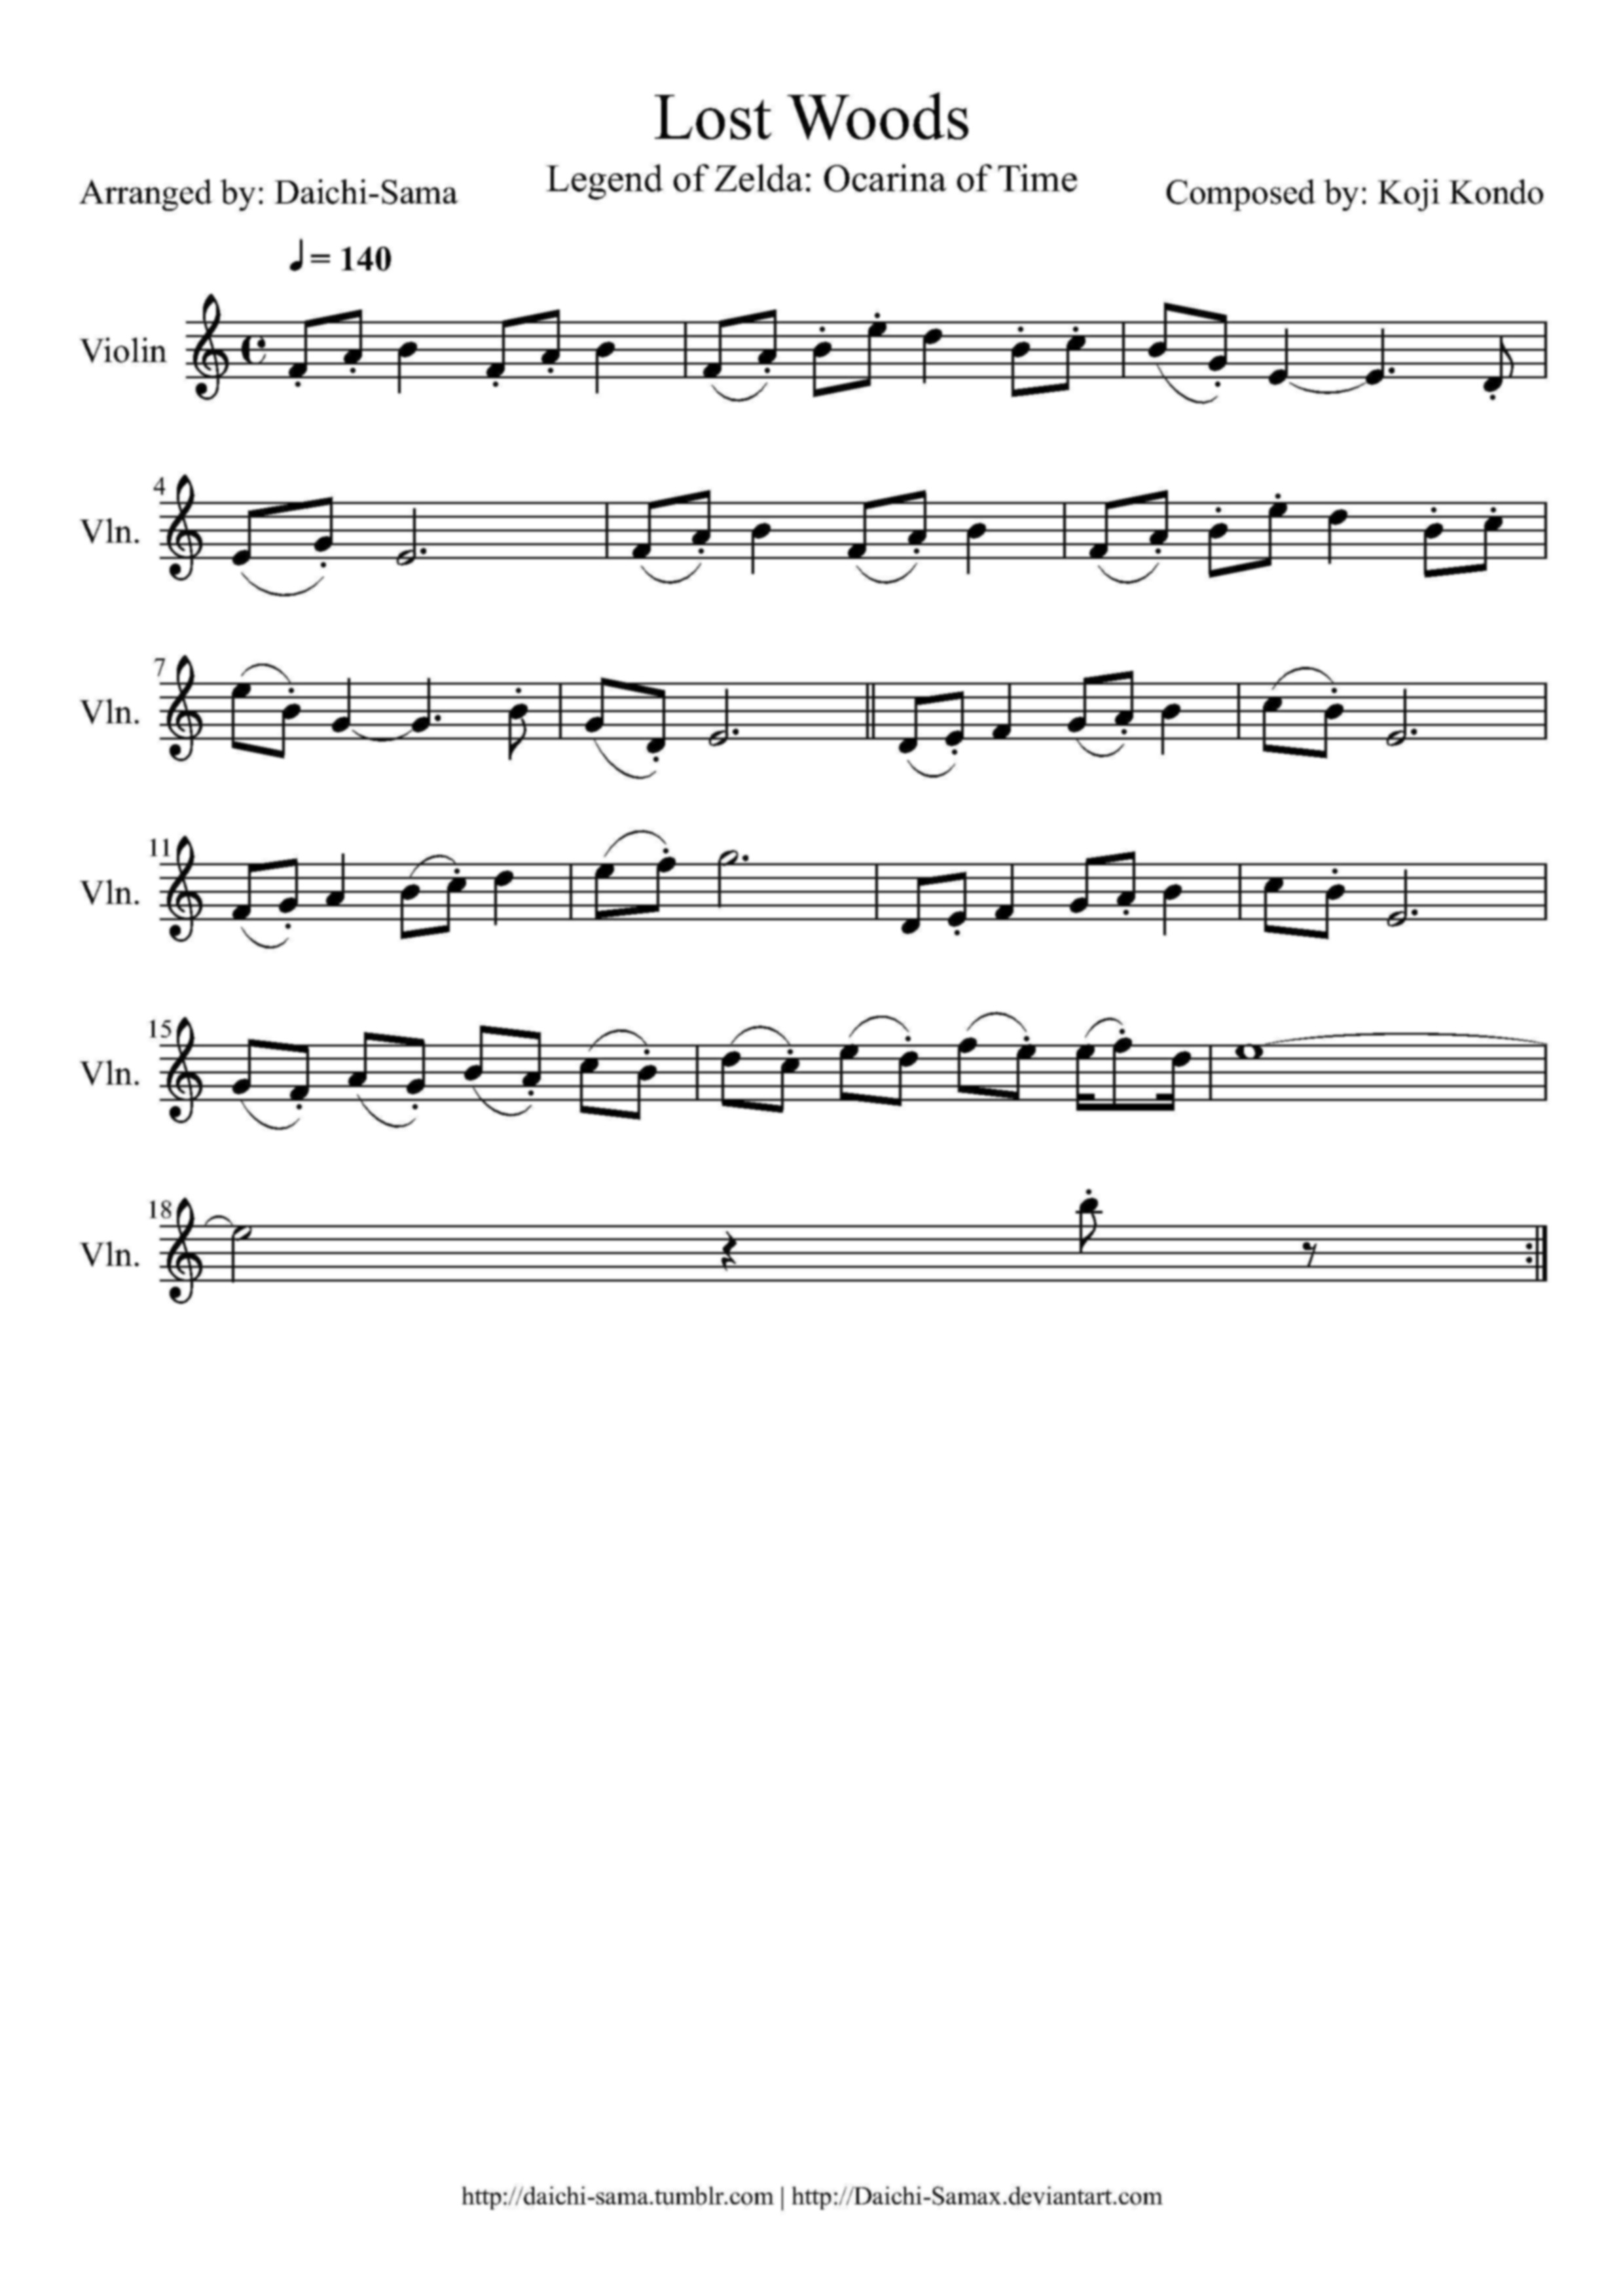 Lost Woods
Legend of Zelda: Ocarina of Time
Arranged by: Daichi-Sama
Composed by: Koji Kondo
♩ = 140
Violin
4
Vln.
7
Vln.
11
Vln.
15
Vln.
18
Vln.
http://daichi-sama.tumblr.com | http://Daichi-Samax.deviantart.com